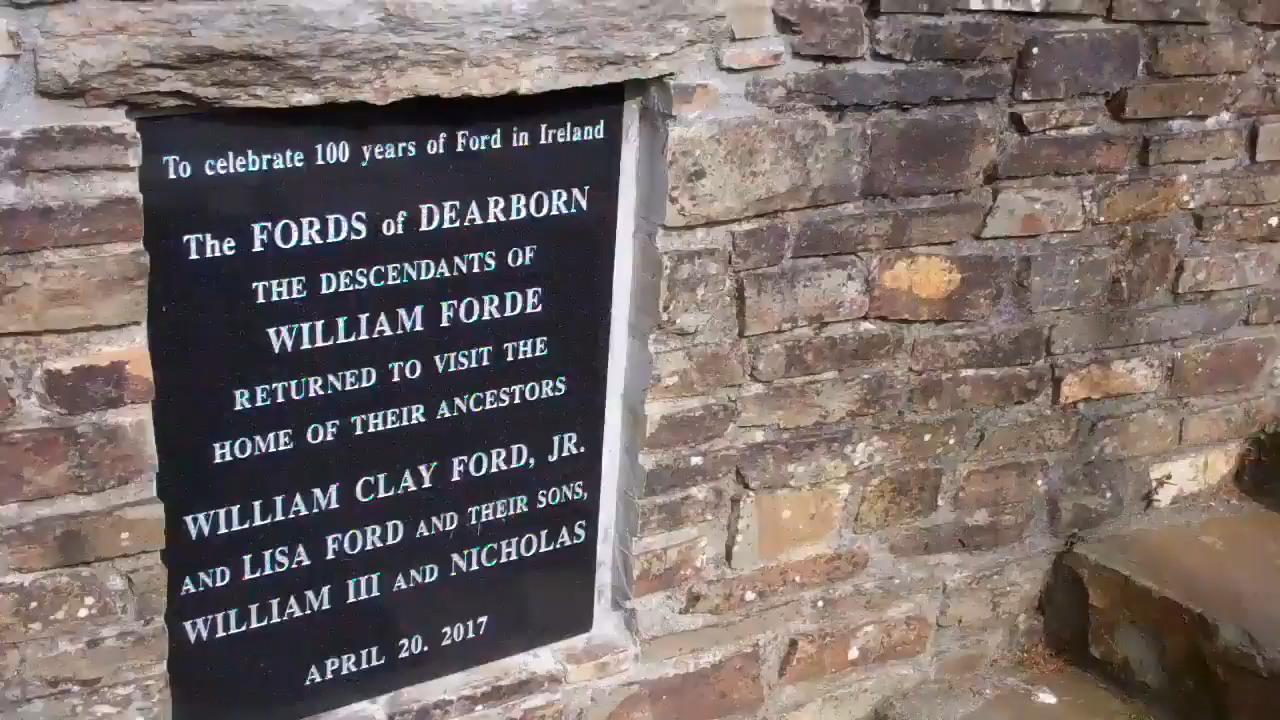 To celebrate 100 years of Ford in Ireland
The FORDS of DEARBORN
THE DESCENDANTS OF
WILLIAM FORDE
RETURNED TO VISIT THE
HOME OF THEIR ANCESTORS
WILLIAM CLAY FORD, JR.
AND LISA FORD AND THEIR SONS,
WILLIAM III AND NICHOLAS
APRIL 20. 2017